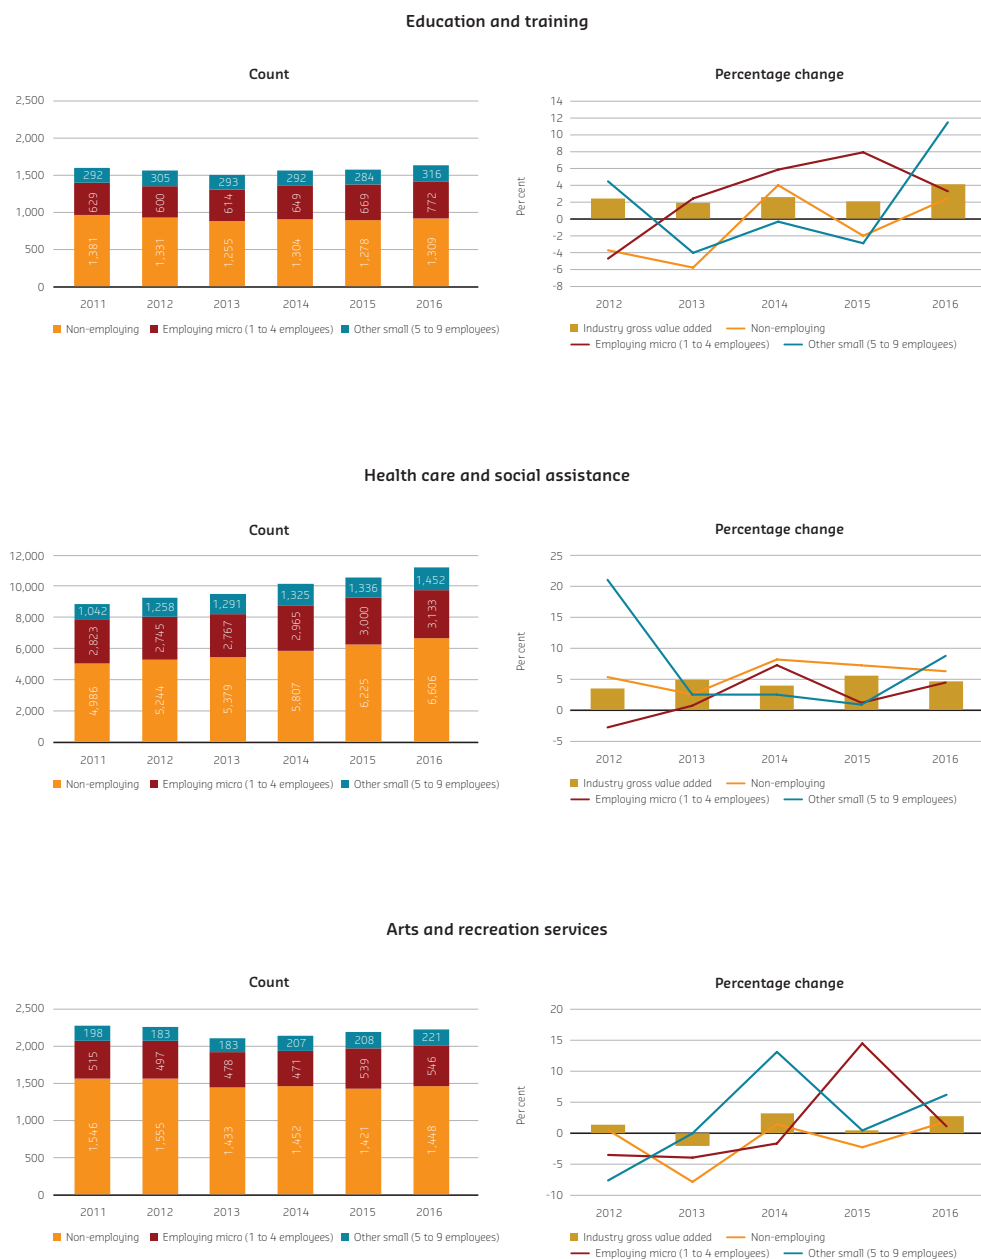 Education and training
Count
2,500
2,000
1,500
1,000
500
0
292 305 293 292 284 316
629 600 614 649 669 772
1,381 1,331 1,255 1,304 1,278 1,309
2011 2012 2013 2014 2015 2016
Non-employing Employing micro (1 to 4 employees) Other small (5 to 9 employees)
Percentage change
Per cent
14
12
10
8
6
4
2
0
-2
-4
-6
-8
2012 2013 2014 2015 2016
Industry gross value added Non-employing
Employing micro (1 to 4 employees) Other small (5 to 9 employees)
Health care and social assistance
Count
12,000
10,000
8,000
6,000
4,000
2,000
0
1,042 1,258 1,291 1,325 1,336 1,452
2,823 2,745 2,767 2,965 3,000 3,133
4,986 5,244 5,379 5,807 6,225 6,606
2011 2012 2013 2014 2015 2016
Non-employing Employing micro (1 to 4 employees) Other small (5 to 9 employees)
Percentage change
Per cent
25
20
15
10
5
0
-5
2012 2013 2014 2015 2016
Industry gross value added Non-employing
Employing micro (1 to 4 employees) Other small (5 to 9 employees)
Arts and recreation services
Count
2,500
2,000
1,500
1,000
500
0
198 183 183 207 208 221
515 497 478 471 539 546
1,546 1,555 1,433 1,452 1,421 1,448
2011 2012 2013 2014 2015 2016
Non-employing Employing micro (1 to 4 employees) Other small (5 to 9 employees)
Percentage change
Per cent
20
15
10
5
0
-5
-10
2012 2013 2014 2015 2016
Industry gross value added Non-employing
Employing micro (1 to 4 employees) Other small (5 to 9 employees)